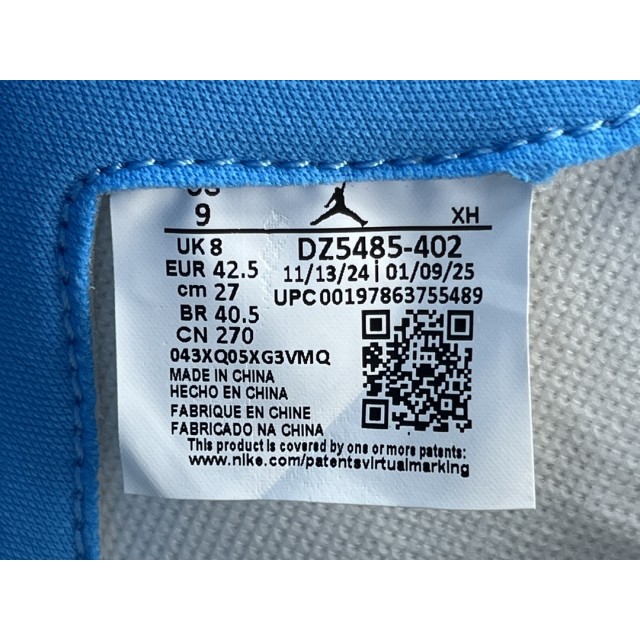 US
9
XH
UK 8
DZ5485-402
EUR 42.5
11/13/24 | 01/09/25
cm 27
UPC00197863755489
BR 40.5
CN 270
043XQ05XG3VMQ
MADE IN CHINA
HECHO EN CHINA
FABRIQUE EN CHINE
FABRICADO NA CHINA
This product is covered by one or more patents
www.nike.com/patentsvirtualmarking